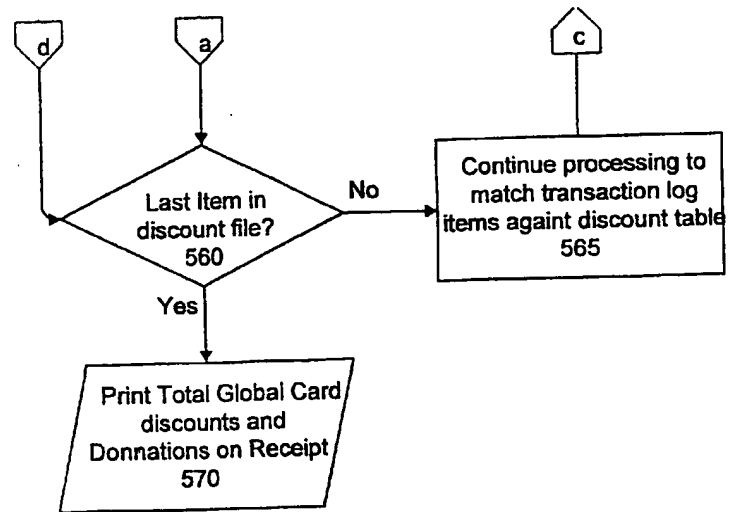 d
a
c
Last Item in
discount file?
560
No
Continue processing to
match transaction log
items againt discount table
565
Yes
Print Total Global Card
discounts and
Donnations on Receipt
570